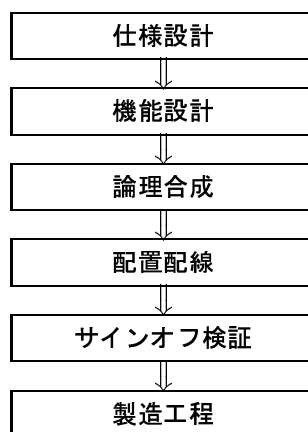 仕様設計
機能設計
論理合成
配置配線
サインオフ検証
製造工程